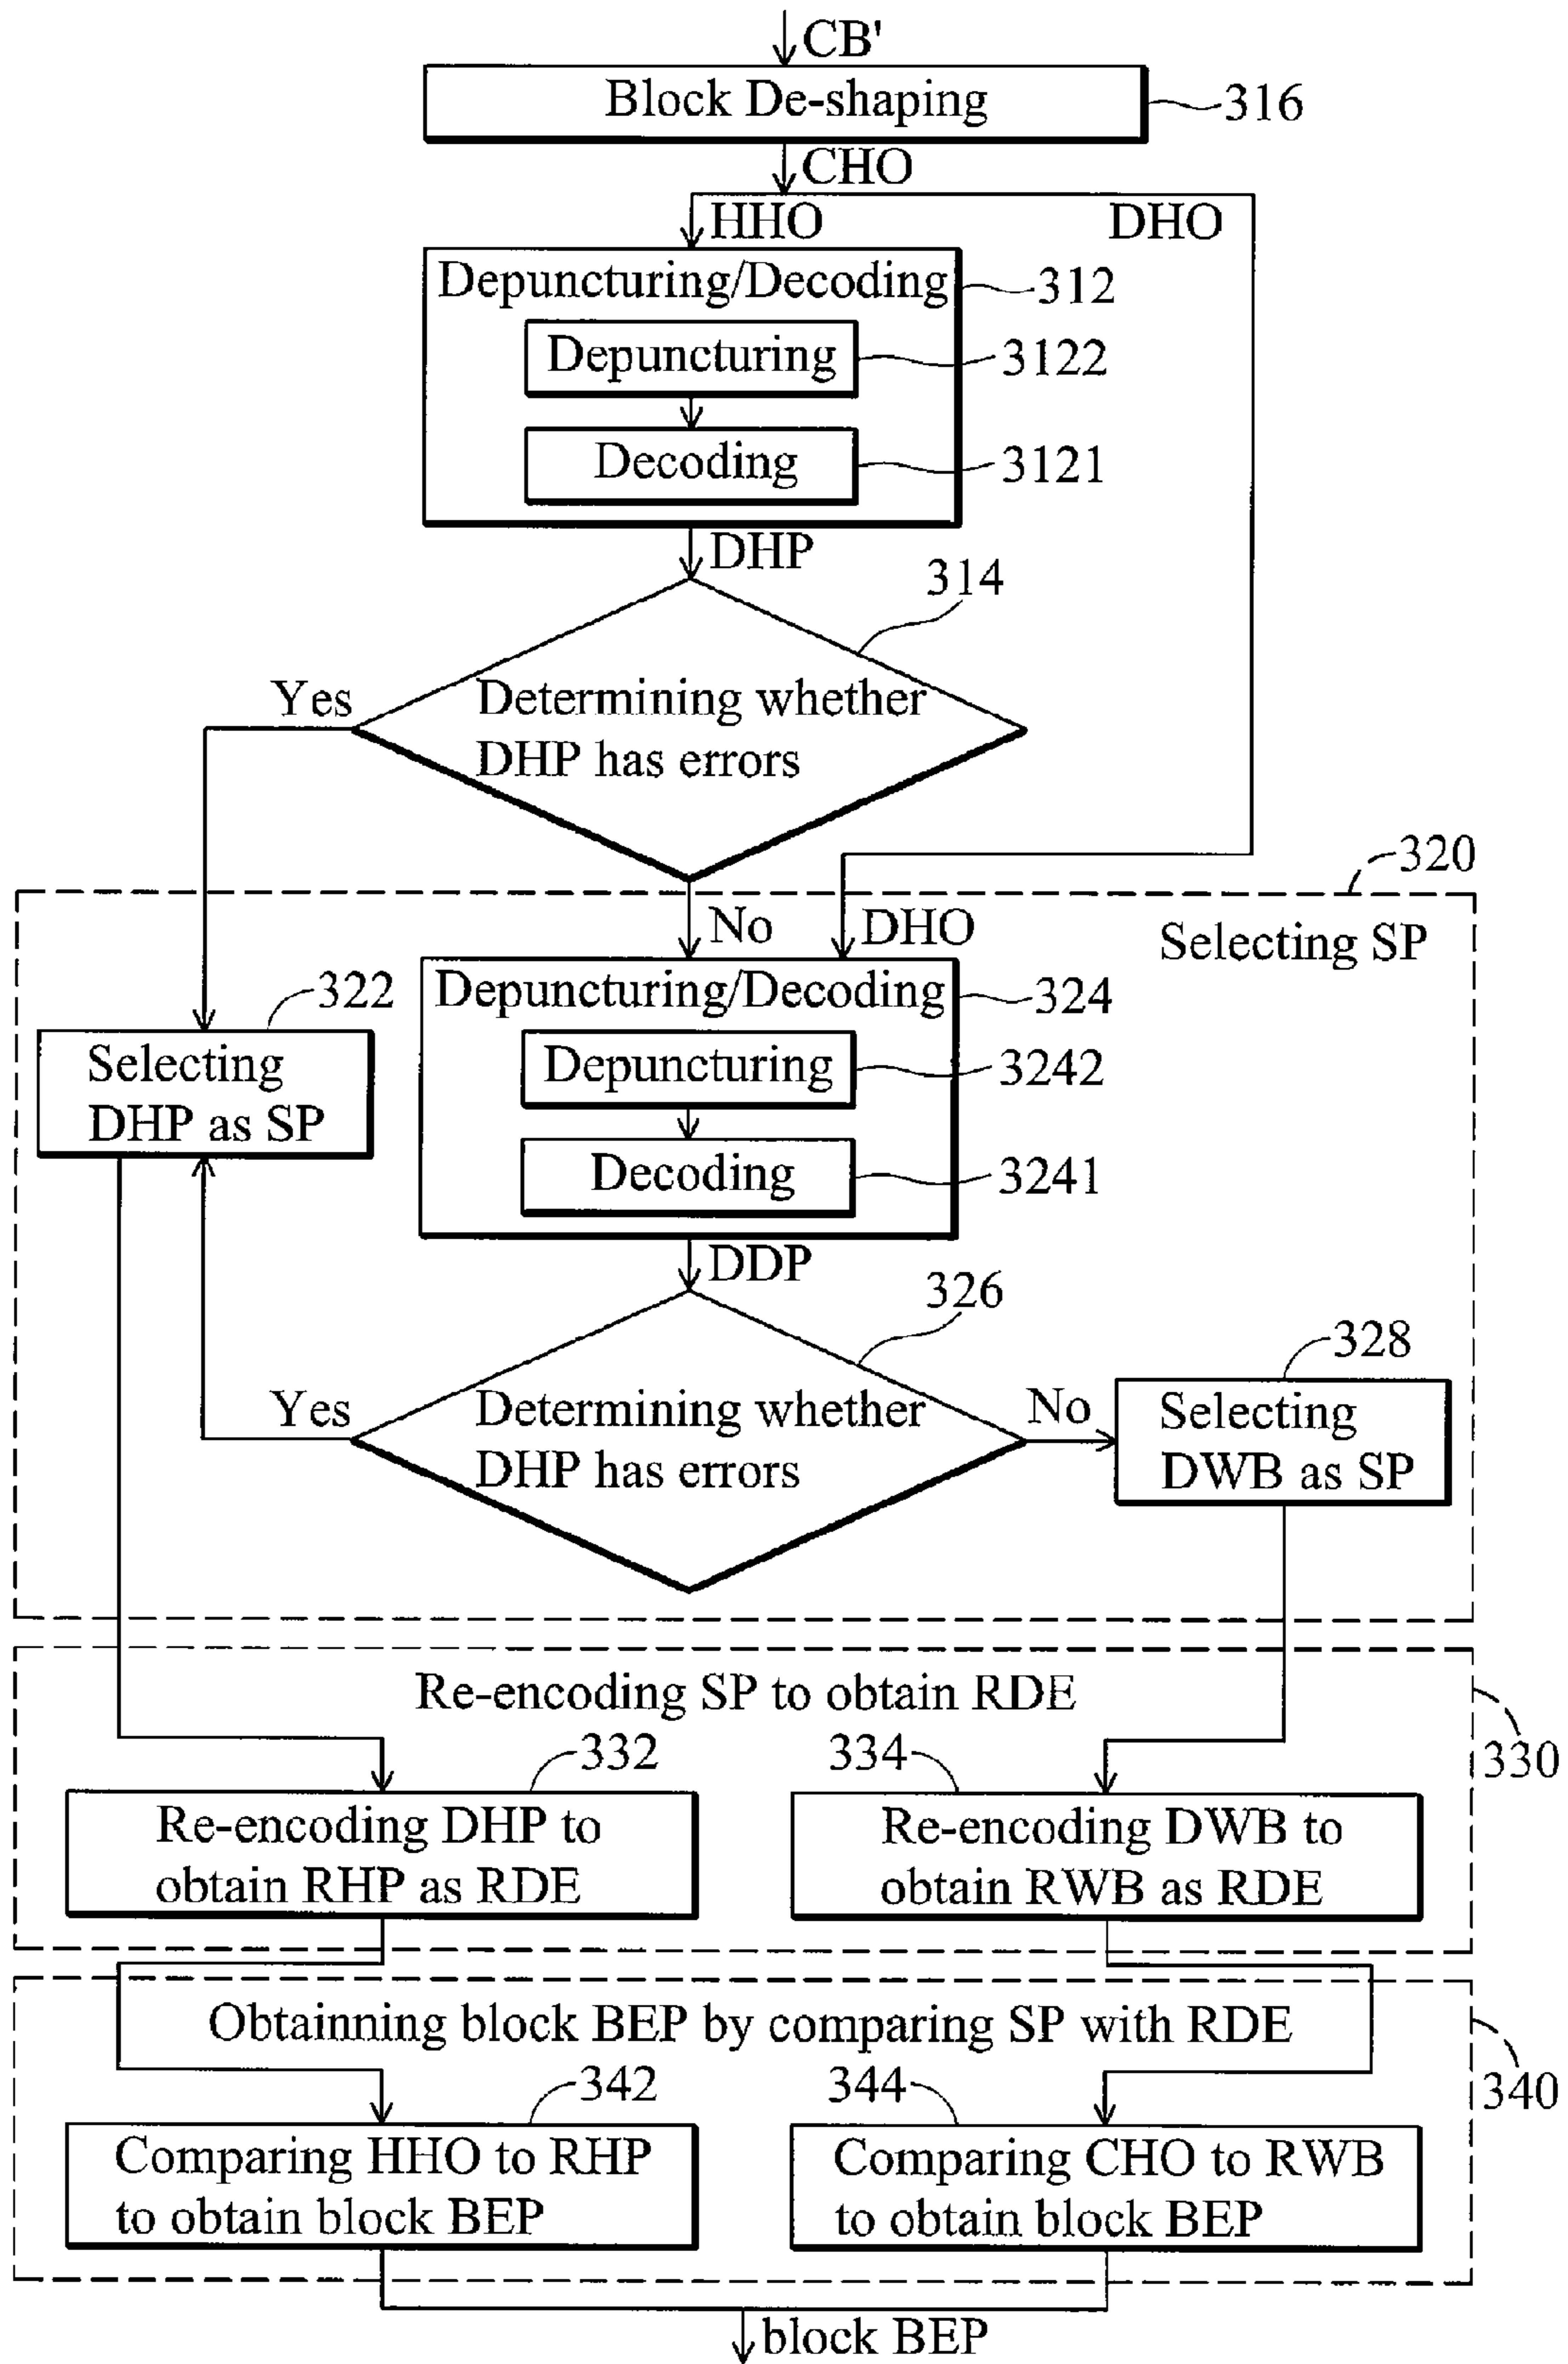 CB'
Block De-shaping
316
CHO
HHO
DHO
Depuncturing/Decoding
312
Depuncturing
3122
Decoding
3121
DHP
314
Yes
Determining whether
DHP has errors
320
No
DHO
Selecting SP
322
Selecting
DHP as SP
Depuncturing/Decoding
324
Depuncturing
3242
Decoding
3241
DDP
326
Yes
Determining whether
DHP has errors
No
328
Selecting
DWB as SP
Re-encoding SP to obtain RDE
330
332
Re-encoding DHP to
obtain RHP as RDE
334
Re-encoding DWB to
obtain RWB as RDE
Obtainning block BEP by comparing SP with RDE
340
342
Comparing HHO to RHP
to obtain block BEP
344
Comparing CHO to RWB
to obtain block BEP
block BEP